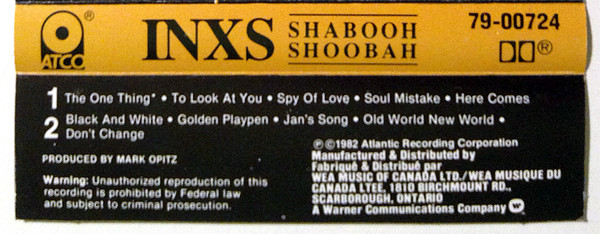 ATCO®
INXS
SHABOOH
SHOOBAH
79-00724
®
1 The One Thing* • To Look At You • Spy Of Love • Soul Mistake • Here Comes
2 Black And White • Golden Playpen • Jan's Song • Old World New World •
Don't Change
PRODUCED BY MARK OPITZ
Warning: Unauthorized reproduction of this
recording is prohibited by Federal law
and subject to criminal prosecution.
℗©1982 Atlantic Recording Corporation
Manufactured & Distributed by
Fabriqué & Distribué par
WEA MUSIC OF CANADA LTD./WEA MUSIQUE DU
CANADA LTEE, 1810 BIRCHMOUNT RD.,
SCARBOROUGH, ONTARIO
A Warner Communications Company